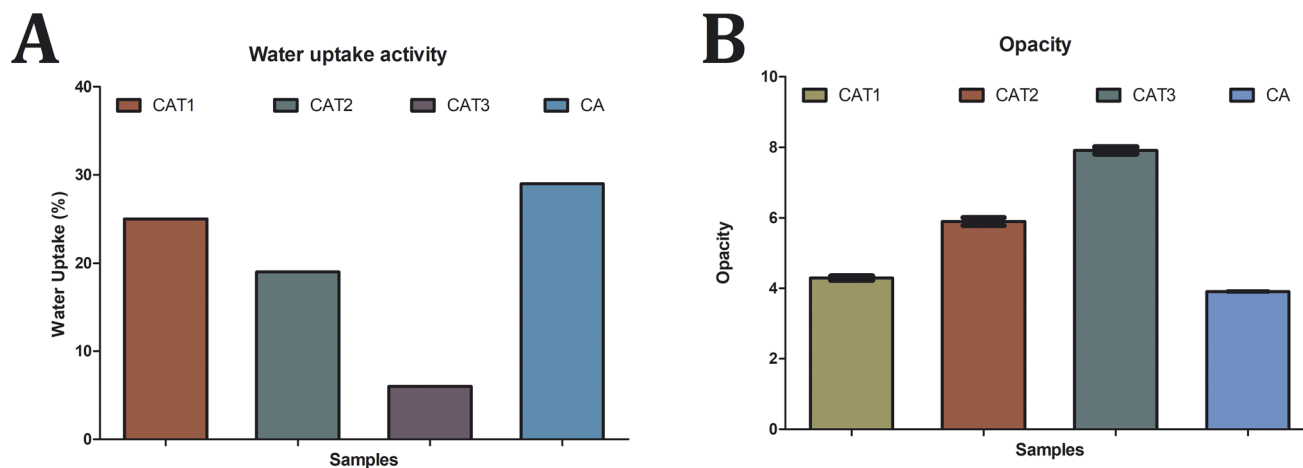 A
Water uptake activity
40
CAT1 CAT2 CAT3 CA
30
Water Uptake (%)
20
10
0
Samples
B
Opacity
10
CAT1 CAT2 CAT3 CA
8
6
Opacity
4
2
0
Samples